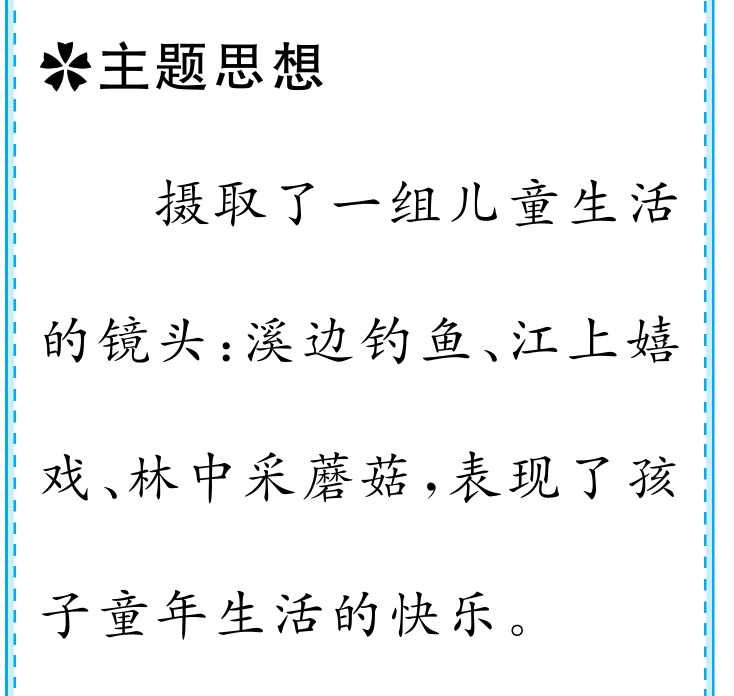 ✲主题思想
摄取了一组儿童生活
的镜头:溪边钓鱼、江上嬉
戏、林中采蘑菇,表现了孩
子童年生活的快乐。